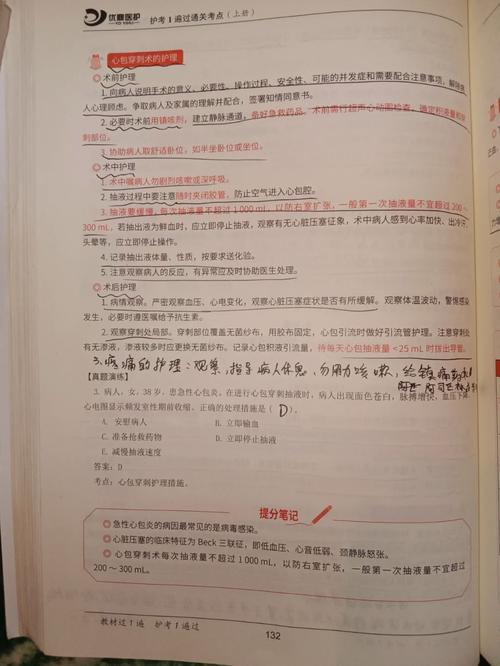 优顺医护
护考1遍过通关考点（上册）
心包穿刺术的护理
◎术前护理
1. 向病人说明手术的意义、必要性、操作过程、安全性、可能的并发症和需要配合注意事项，解除病
人心理顾虑。争取病人及家属的理解并配合，签署知情同意书。
2. 必要时术前用镇咳剂，建立静脉通道，备好急救药品。术前需行超声心动图检查，确定积液量和穿
刺部位。
3. 协助病人取舒适卧位，如半坐卧位或坐位。
◎术中护理
1. 术中嘱病人勿剧烈咳嗽或深呼吸。
2. 抽液过程中要注意随时夹闭胶管，防止空气进入心包腔。
3. 抽液要缓慢，每次抽液量不超过1 000 mL，以防右室扩张，一般第一次抽液量不宜超过200～
300 mL，若抽出液为鲜血时，应立即停止抽液，观察有无心脏压塞征象，术中病人感到心率加快、出冷汗、
头晕等，应立即停止操作。
4. 记录抽出液体量、性质，按要求送化验。
5. 注意观察病人的反应，有异常应及时协助医生处理。
◎术后护理
1. 病情观察。严密观察血压、心电变化，观察心脏压塞症状是否有所缓解。观察体温波动，警惕感染
发生，必要时遵医嘱给予抗生素。
2. 观察穿刺处局部。穿刺部位覆盖无菌纱布，用胶布固定，心包引流时做好引流管护理。注意穿刺处
有无渗液，渗液较多时应更换无菌纱布。记录心包积液引流量，待每天心包抽液量＜25 mL时拔出导管。
3、疼痛的护理：观察，指导病人休息，勿用力咳嗽，给镇痛
【真题演练】
3. 病人，女，38岁，患急性心包炎。在进行心包穿刺抽液时，病人出现面色苍白，脉搏增快，血压下降，
心电图显示频发室性期前收缩。正确的处理措施是（ D ）。
A. 安慰病人 B. 立即输血
C. 准备抢救药物 D. 立即停止抽液
E. 减慢抽液速度
答案：D
考点：心包穿刺护理措施。
提分笔记
◎急性心包炎的病因最常见的是病毒感染。
◎心脏压塞的临床特征为Beck三联征，即低血压、心音低弱、颈静脉怒张。
◎心包穿刺术每次抽液量不超过1 000 mL，以防右室扩张，一般第一次抽液量不宜超过
200～300 mL。
教材过1遍 护考1遍过
132